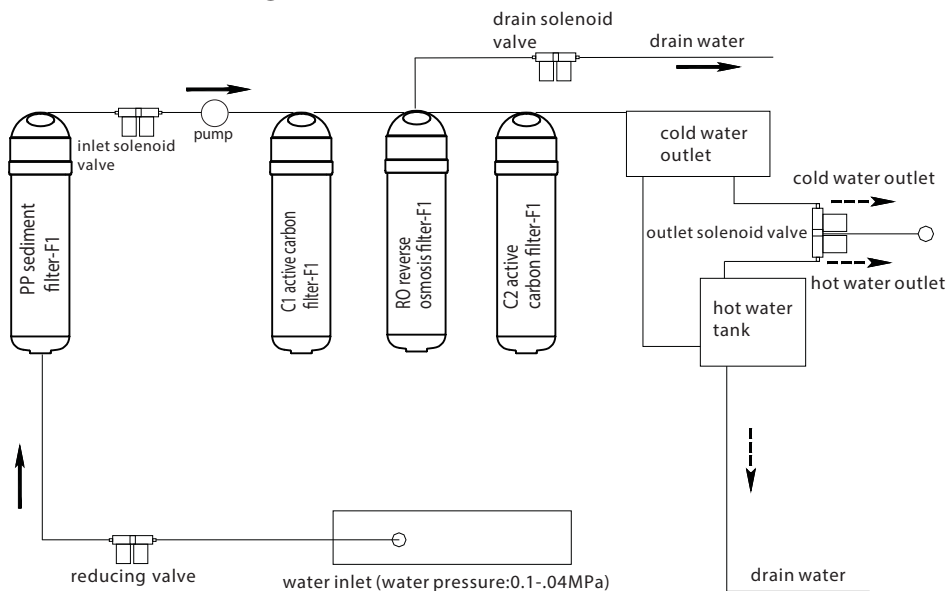 drain solenoid
valve
drain water
inlet solenoid
valve
pump
cold water
outlet
cold water outlet
outlet solenoid valve
hot water outlet
hot water
tank
PP sediment
filter-F1
C1 active carbon
filter-F1
RO reverse
osmosis filter-F1
C2 active
carbon filter-F1
reducing valve
water inlet (water pressure:0.1-.04MPa)
drain water